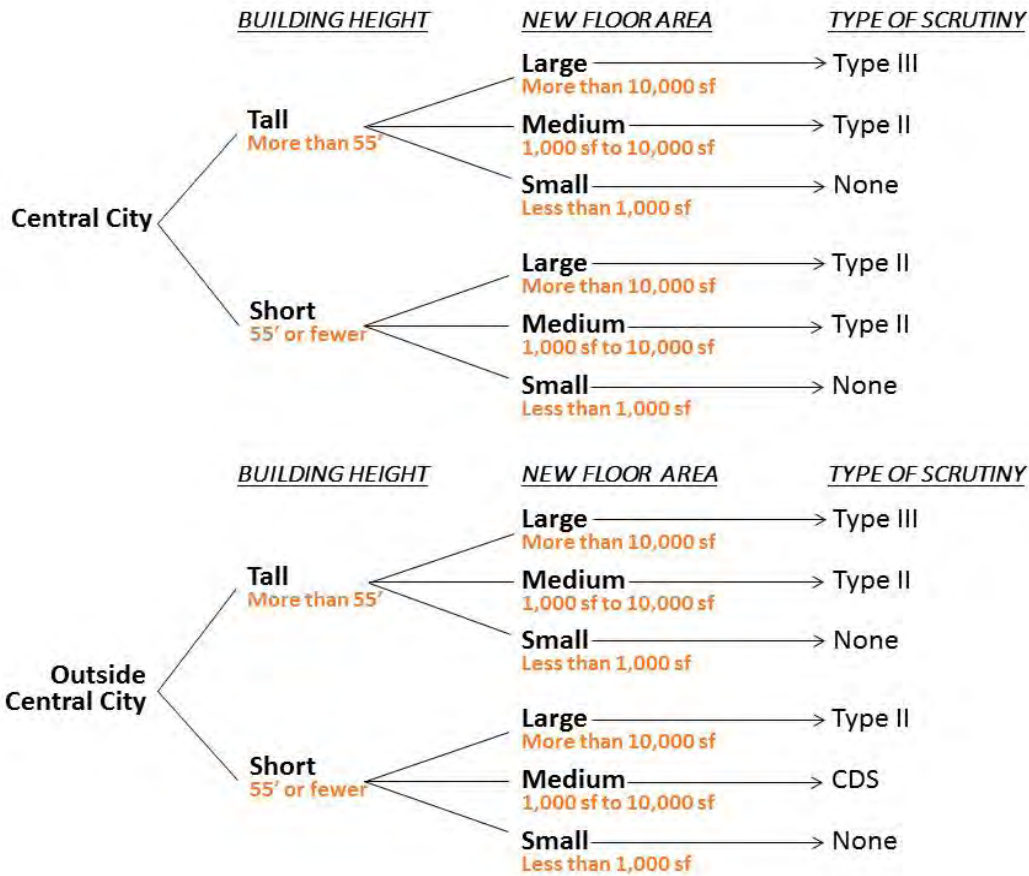 BUILDING HEIGHT NEW FLOOR AREA TYPE OF SCRUTINY
Large Type III
More than 10,000 sf
Tall
More than 55'
Medium Type II
1,000 sf to 10,000 sf
Small None
Less than 1,000 sf
Central City
Large Type II
More than 10,000 sf
Short
55' or fewer
Medium Type II
1,000 sf to 10,000 sf
Small None
Less than 1,000 sf
BUILDING HEIGHT NEW FLOOR AREA TYPE OF SCRUTINY
Large Type III
More than 10,000 sf
Tall
More than 55'
Medium Type II
1,000 sf to 10,000 sf
Small None
Less than 1,000 sf
Outside
Central City
Large Type II
More than 10,000 sf
Short
55' or fewer
Medium CDS
1,000 sf to 10,000 sf
Small None
Less than 1,000 sf